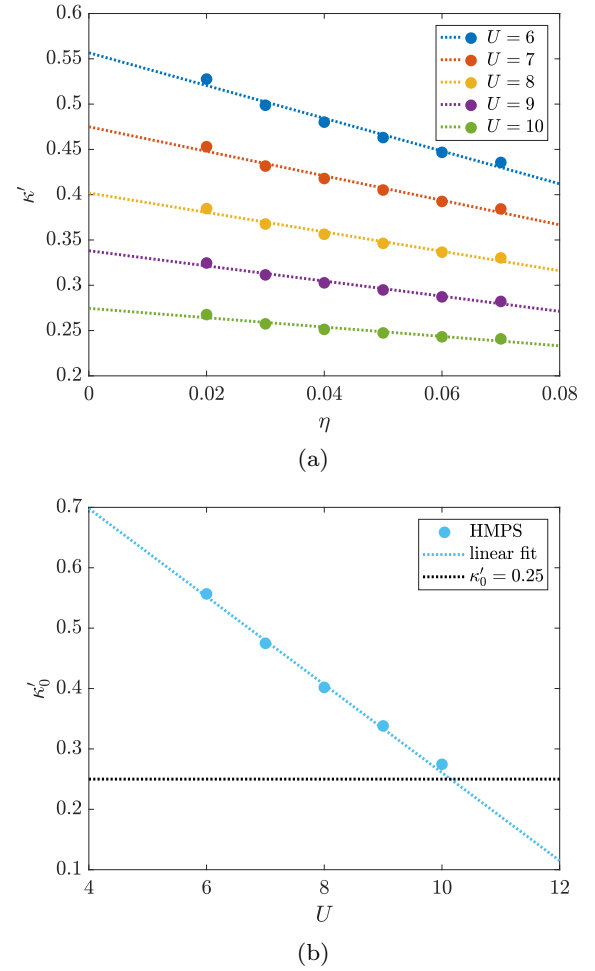 0.6
0.55
0.5
0.45
0.4
0.35
0.3
0.25
0.2
κ′
U = 6
U = 7
U = 8
U = 9
U = 10
0 0.02 0.04 0.06 0.08
η
(a)
0.7
0.6
0.5
0.4
0.3
0.2
0.1
κ′₀
HMPS
linear fit
κ′₀ = 0.25
4 6 8 10 12
U
(b)